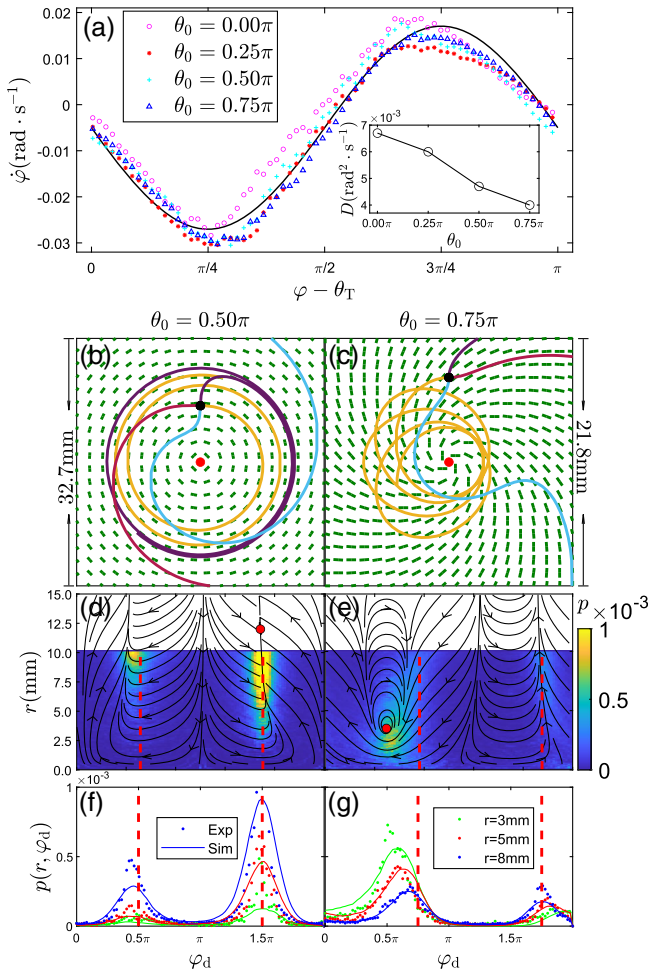 (a)
θ₀ = 0.00π
θ₀ = 0.25π
θ₀ = 0.50π
θ₀ = 0.75π
0.02
0.01
0
-0.01
-0.02
-0.03
φ̇(rad · s⁻¹)
0
π/4
π/2
3π/4
π
φ − θ_T
×10⁻³
7
6
5
4
D(rad² · s⁻¹)
0.00π
0.25π
0.50π
0.75π
θ₀
θ₀ = 0.50π
θ₀ = 0.75π
(b)
(c)
32.7mm
21.8mm
(d)
(e)
15.0
12.5
10.0
7.5
5.0
2.5
0.0
r(mm)
p
×10⁻³
1
0.5
0
×10⁻³
(f)
(g)
1
0.5
0
p(r, φ_d)
Exp
Sim
r=3mm
r=5mm
r=8mm
0
0.5π
π
1.5π
0
0.5π
π
1.5π
φ_d
φ_d